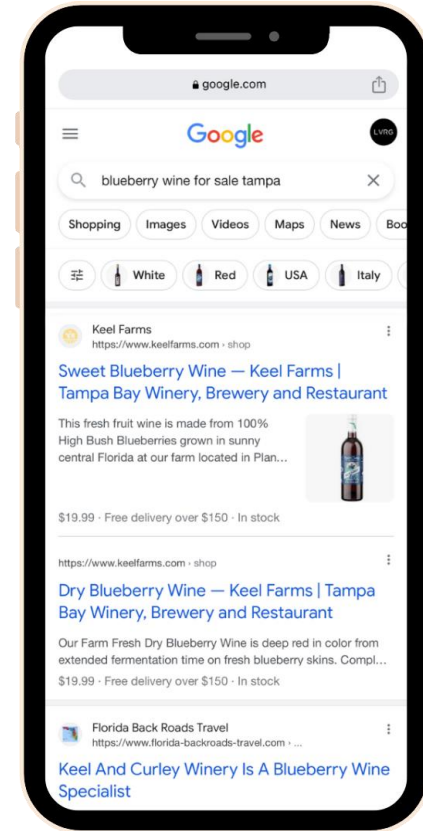 google.com
Google
LVRG
blueberry wine for sale tampa
Shopping Images Videos Maps News Boo
White Red USA Italy
Keel Farms
https://www.keelfarms.com › shop
Sweet Blueberry Wine — Keel Farms |
Tampa Bay Winery, Brewery and Restaurant
This fresh fruit wine is made from 100%
High Bush Blueberries grown in sunny
central Florida at our farm located in Plan...
$19.99 · Free delivery over $150 · In stock
https://www.keelfarms.com › shop
Dry Blueberry Wine — Keel Farms | Tampa
Bay Winery, Brewery and Restaurant
Our Farm Fresh Dry Blueberry Wine is deep red in color from
extended fermentation time on fresh blueberry skins. Compl...
$19.99 · Free delivery over $150 · In stock
Florida Back Roads Travel
https://www.florida-backroads-travel.com › ...
Keel And Curley Winery Is A Blueberry Wine
Specialist